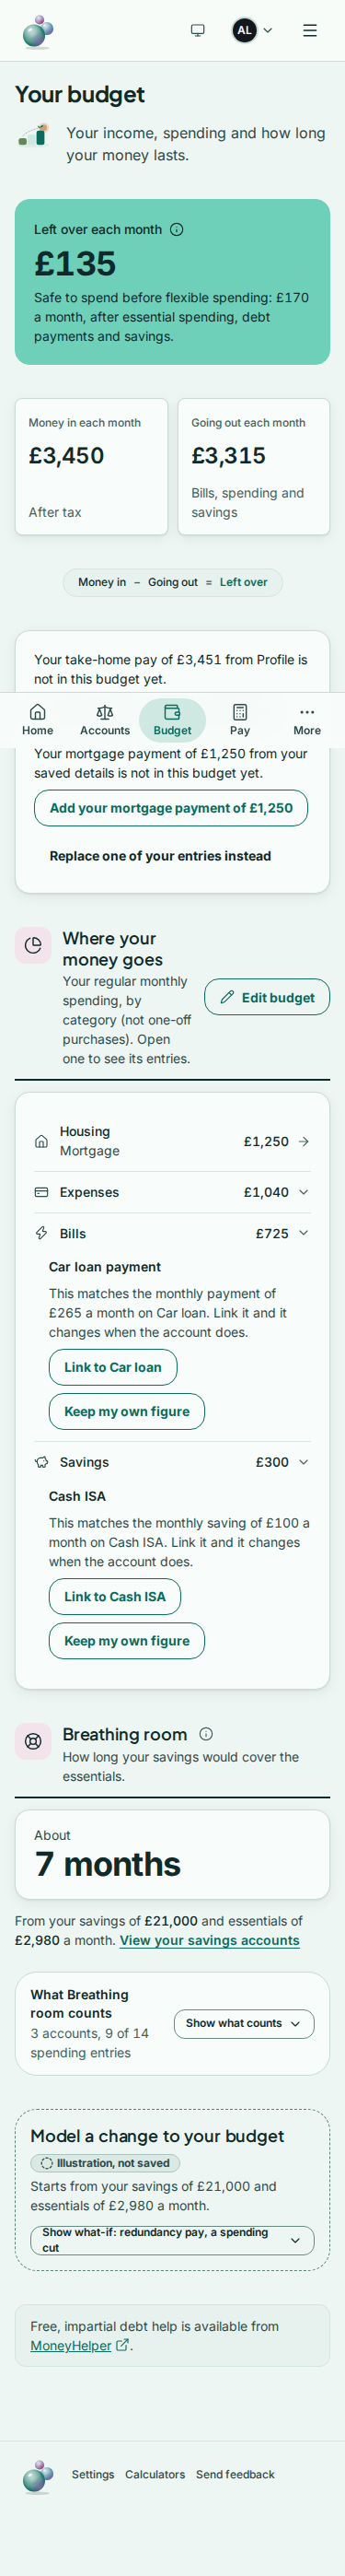 AL
Your budget
Your income, spending and how long
your money lasts.
Left over each month
£135
Safe to spend before flexible spending: £170
a month, after essential spending, debt
payments and savings.
Money in each month
£3,450
After tax
Going out each month
£3,315
Bills, spending and
savings
Money in − Going out = Left over
Your take-home pay of £3,451 from Profile is
not in this budget yet.
Home
Accounts
Budget
Pay
More
Your mortgage payment of £1,250 from your
saved details is not in this budget yet.
Add your mortgage payment of £1,250
Replace one of your entries instead
Where your
money goes
Your regular monthly
spending, by
category (not one-off
purchases). Open
one to see its entries.
Edit budget
Housing
Mortgage
£1,250
Expenses
£1,040
Bills
£725
Car loan payment
This matches the monthly payment of
£265 a month on Car loan. Link it and it
changes when the account does.
Link to Car loan
Keep my own figure
Savings
£300
Cash ISA
This matches the monthly saving of £100 a
month on Cash ISA. Link it and it changes
when the account does.
Link to Cash ISA
Keep my own figure
Breathing room
How long your savings would cover the
essentials.
About
7 months
From your savings of £21,000 and essentials of
£2,980 a month. View your savings accounts
What Breathing
room counts
3 accounts, 9 of 14
spending entries
Show what counts
Model a change to your budget
Illustration, not saved
Starts from your savings of £21,000 and
essentials of £2,980 a month.
Show what-if: redundancy pay, a spending
cut
Free, impartial debt help is available from
MoneyHelper.
Settings
Calculators
Send feedback